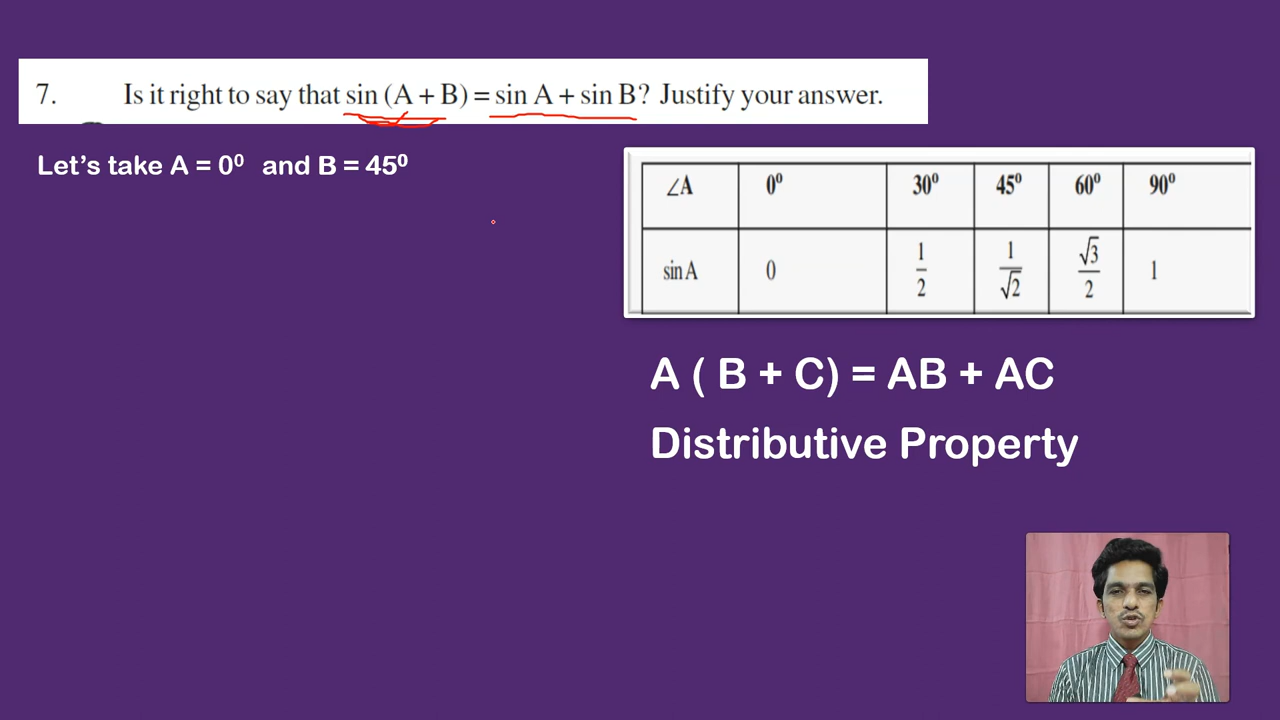 7. Is it right to say that sin (A + B) = sin A + sin B? Justify your answer.
Let's take A = 0⁰ and B = 45⁰
∠A 0⁰ 30⁰ 45⁰ 60⁰ 90⁰
sin A 0 1/2 1/√2 √3/2 1
A ( B + C) = AB + AC
Distributive Property